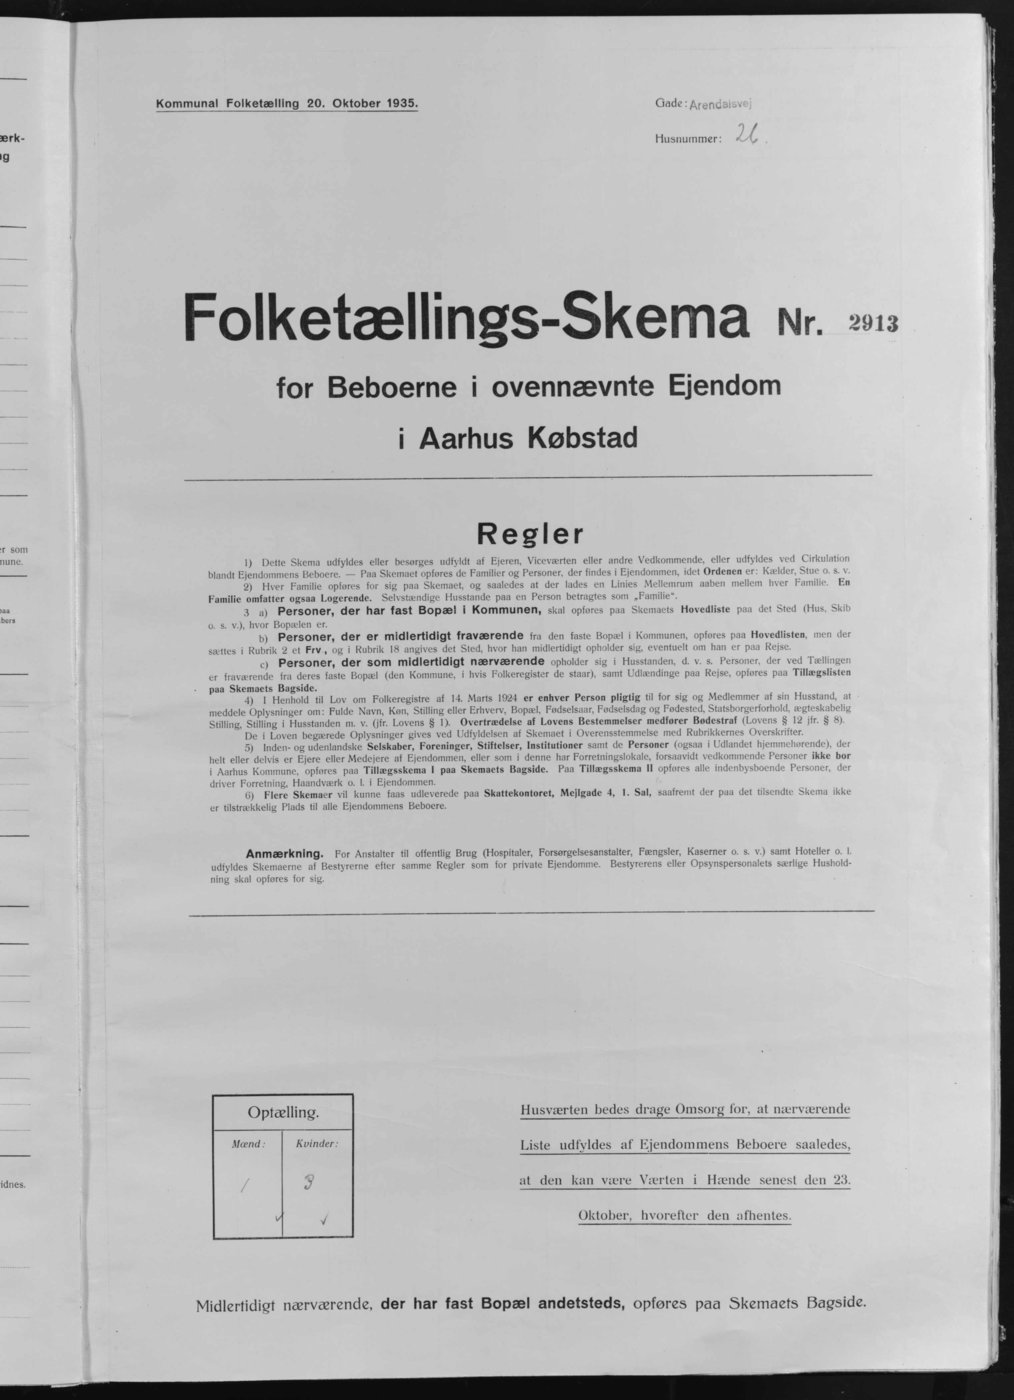 ærk-
ng
er som
mune.
paa
bers
idnes.
Kommunal Folketælling 20. Oktober 1935.
Gade: Arendalsvej
Husnummer: 26.
Folketællings-Skema Nr. 2913
for Beboerne i ovennævnte Ejendom
i Aarhus Købstad
Regler
1) Dette Skema udfyldes eller besørges udfyldt af Ejeren, Viceværten eller andre Vedkommende, eller udfyldes ved Cirkulation
blandt Ejendommens Beboere. — Paa Skemaet opføres de Familier og Personer, der findes i Ejendommen, idet Ordenen er: Kælder, Stue o. s. v.
2) Hver Familie opføres for sig paa Skemaet, og saaledes at der lades en Linies Mellemrum aaben mellem hver Familie. En
Familie omfatter ogsaa Logerende. Selvstændige Husstande paa en Person betragtes som „Familie“.
3 a) Personer, der har fast Bopæl i Kommunen, skal opføres paa Skemaets Hovedliste paa det Sted (Hus, Skib
o. s. v.), hvor Bopælen er.
b) Personer, der er midlertidigt fraværende fra den faste Bopæl i Kommunen, opføres paa Hovedlisten, men der
sættes i Rubrik 2 et Frv., og i Rubrik 18 angives det Sted, hvor han midlertidigt opholder sig, eventuelt om han er paa Rejse.
c) Personer, der som midlertidigt nærværende opholder sig i Husstanden, d. v. s. Personer, der ved Tællingen
er fraværende fra deres faste Bopæl (den Kommune, i hvis Folkeregister de staar), samt Udlændinge paa Rejse, opføres paa Tillægslisten
paa Skemaets Bagside.
4) I Henhold til Lov om Folkeregistre af 14. Marts 1924 er enhver Person pligtig til for sig og Medlemmer af sin Husstand, at
meddele Oplysninger om: Fulde Navn, Køn, Stilling eller Erhverv, Bopæl, Fødselsaar, Fødselsdag og Fødested, Statsborgerforhold, ægteskabelig
Stilling, Stilling i Husstanden m. v. (jfr. Lovens § 1). Overtrædelse af Lovens Bestemmelser medfører Bødestraf (Lovens § 12 jfr. § 8).
De i Loven begærede Oplysninger gives ved Udfyldelsen af Skemaet i Overensstemmelse med Rubrikkernes Overskrifter.
5) Inden- og udenlandske Selskaber, Foreninger, Stiftelser, Institutioner samt de Personer (ogsaa i Udlandet hjemmehørende), der
helt eller delvis er Ejere eller Medejere af Ejendommen, eller som i denne har Forretningslokale, forsaavidt vedkommende Personer ikke bor
i Aarhus Kommune, opføres paa Tillægsskema I paa Skemaets Bagside. Paa Tillægsskema II opføres alle indenbysboende Personer, der
driver Forretning, Haandværk o. l. i Ejendommen.
6) Flere Skemaer vil kunne faas udleverede paa Skattekontoret, Mejlgade 4, 1. Sal, saafremt der paa det tilsendte Skema ikke
er tilstrækkelig Plads til alle Ejendommens Beboere.
Anmærkning. For Anstalter til offentlig Brug (Hospitaler, Forsørgelsesanstalter, Fængsler, Kaserner o. s. v.) samt Hoteller o. l.
udfyldes Skemaerne af Bestyrerne efter samme Regler som for private Ejendomme. Bestyrerens eller Opsynspersonalets særlige Hushold-
ning skal opføres for sig.
Optælling.
Mænd: Kvinder:
1 3
✓ ✓
Husværten bedes drage Omsorg for, at nærværende
Liste udfyldes af Ejendommens Beboere saaledes,
at den kan være Værten i Hænde senest den 23.
Oktober, hvorefter den afhentes.
Midlertidigt nærværende, der har fast Bopæl andetsteds, opføres paa Skemaets Bagside.